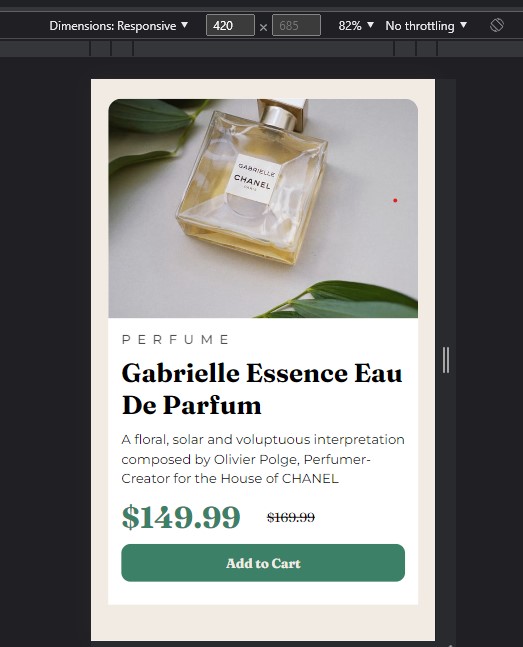 Dimensions: Responsive ▼ 420 × 685 82% ▼ No throttling ▼
GABRIELLE
CHANEL
PARIS
PERFUME
Gabrielle Essence Eau
De Parfum
A floral, solar and voluptuous interpretation
composed by Olivier Polge, Perfumer-
Creator for the House of CHANEL
$149.99 $169.99
Add to Cart